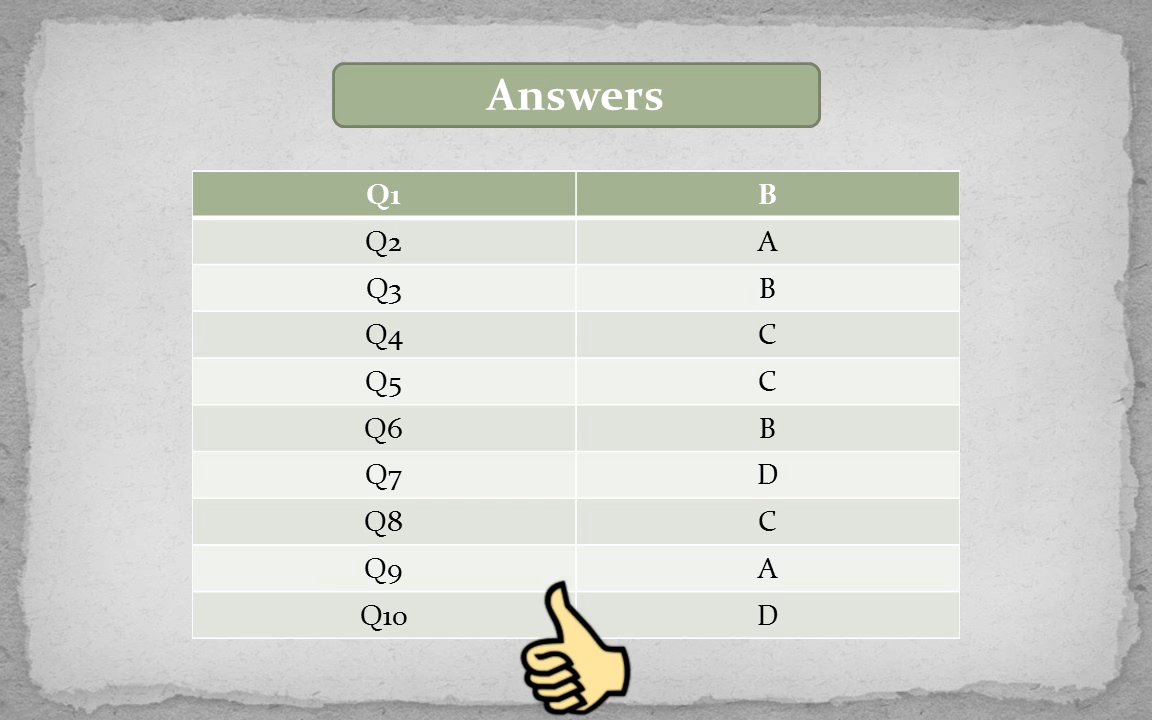 Answers
Q1 B
Q2 A
Q3 B
Q4 C
Q5 C
Q6 B
Q7 D
Q8 C
Q9 A
Q10 D